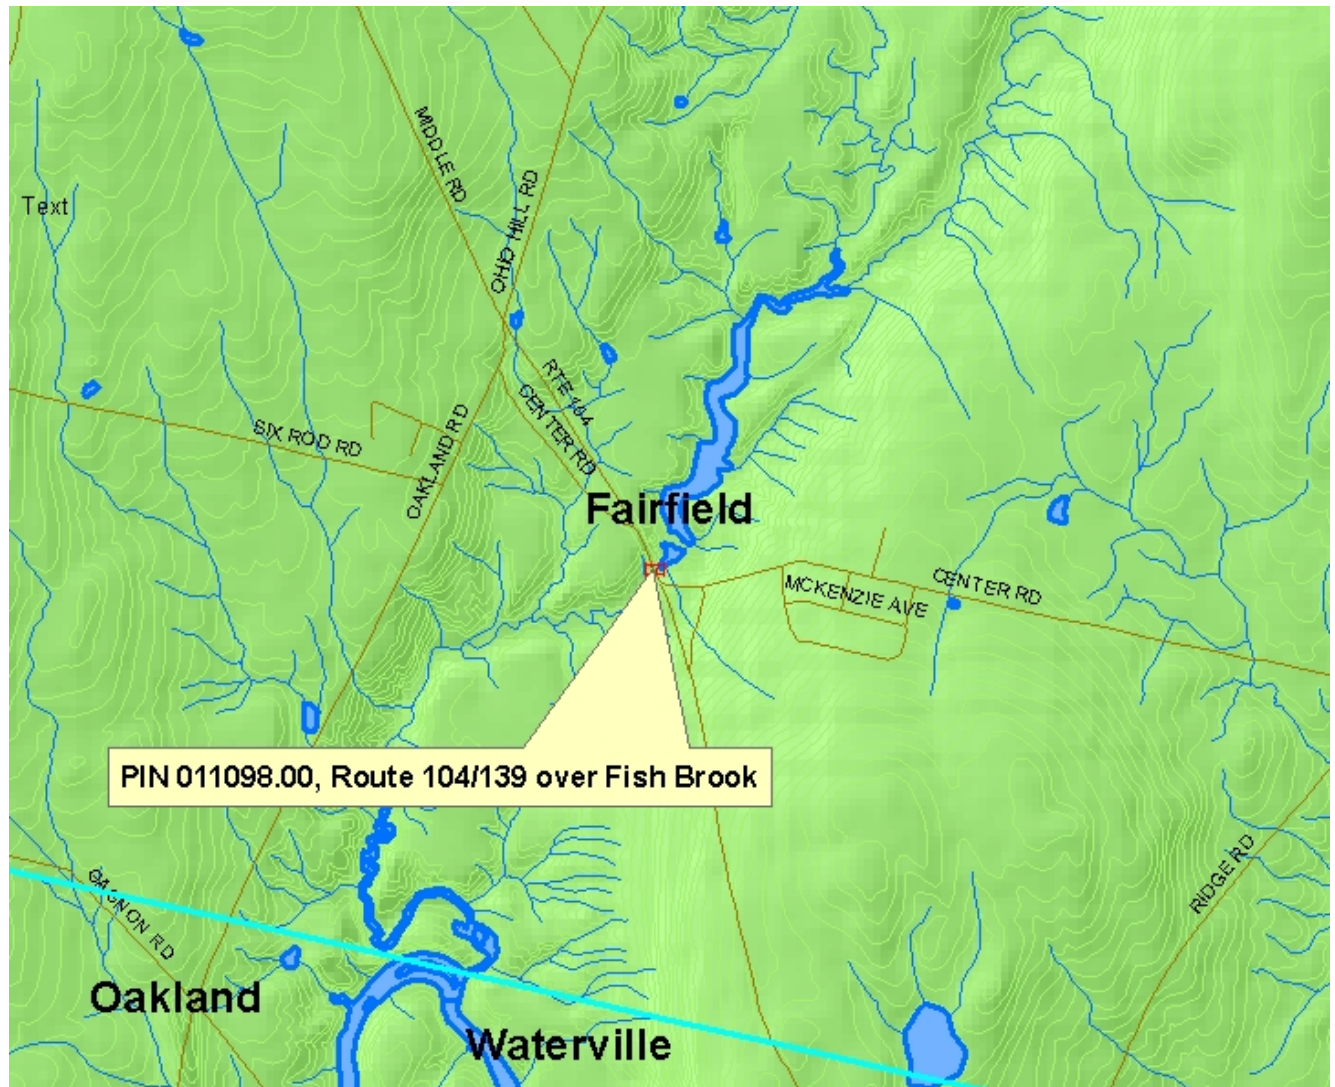 MIDDLE RD
OHIO HILL RD
Text
RTE 104
CENTER RD
SIX ROD RD
OAKLAND RD
Fairfield
MCKENZIE AVE
CENTER RD
PIN 011098.00, Route 104/139 over Fish Brook
RIDGE RD
GAGNON RD
Oakland
Waterville